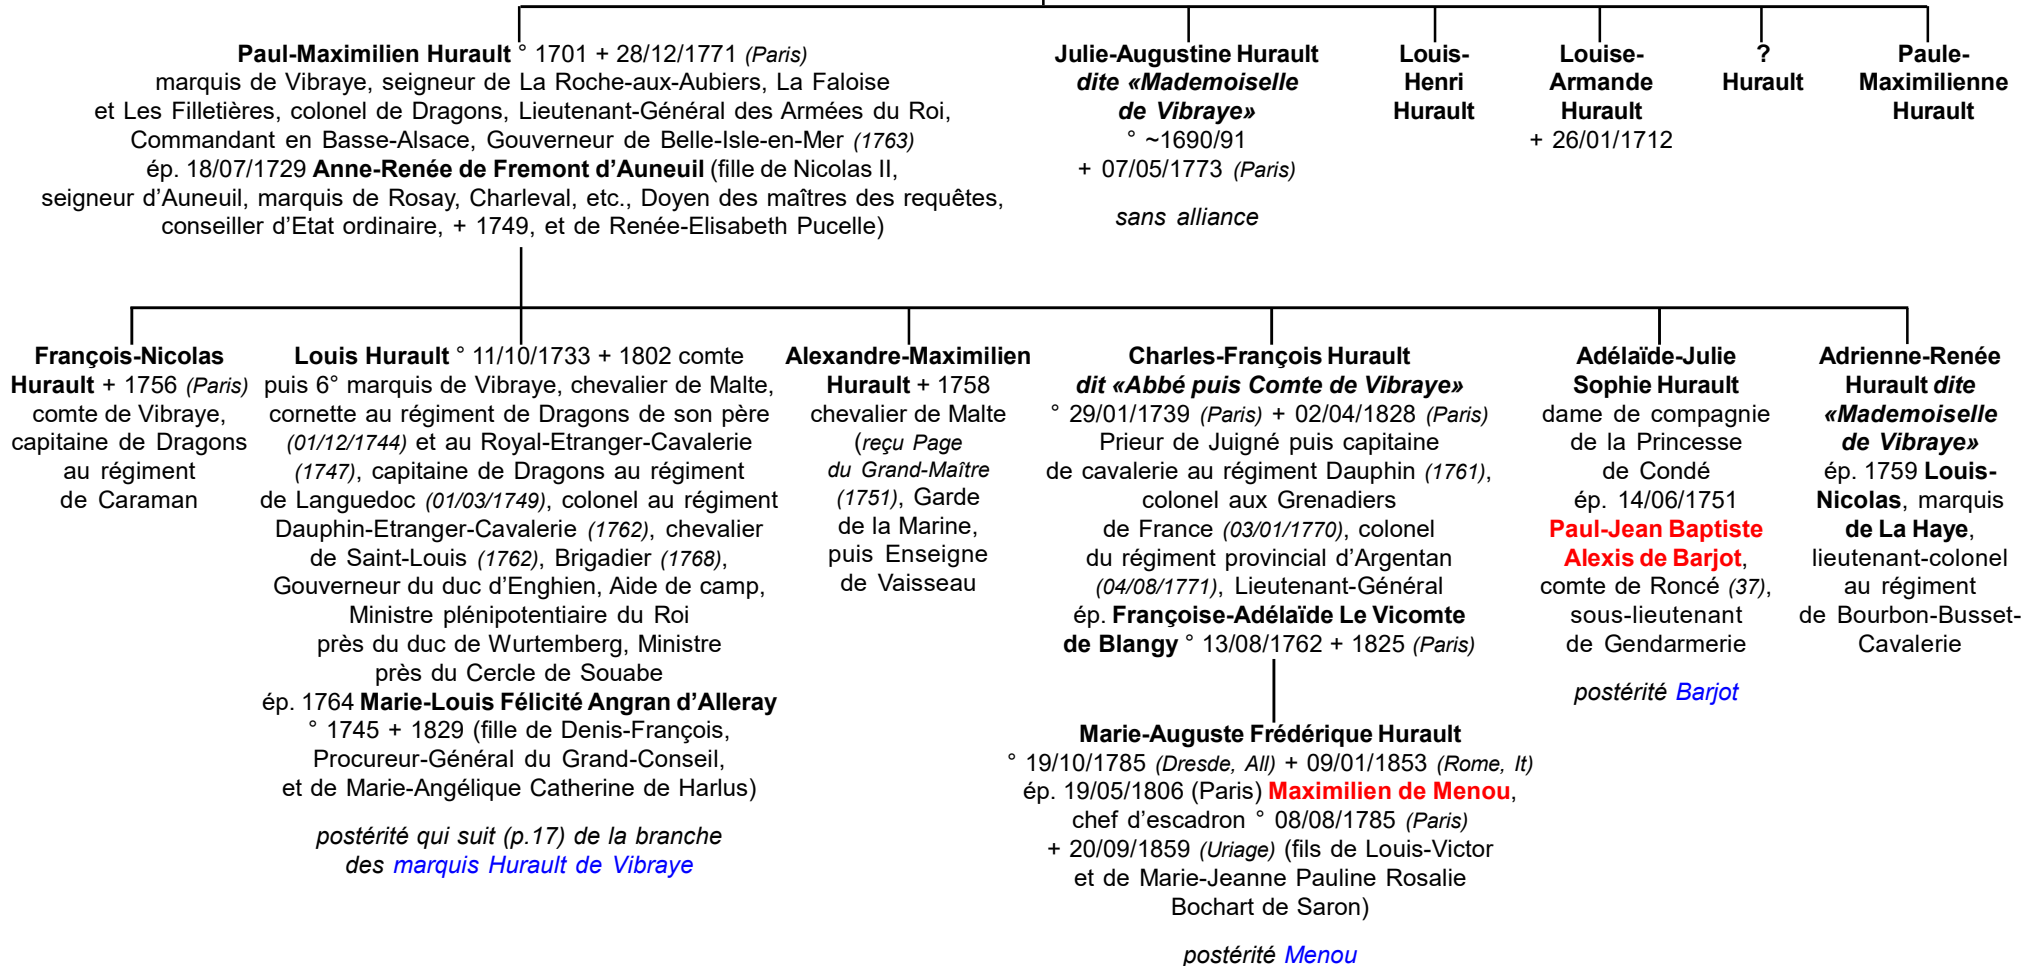 Paul-Maximilien Hurault ° 1701 + 28/12/1771 (Paris)
marquis de Vibraye, seigneur de La Roche-aux-Aubiers, La Faloise
et Les Filletières, colonel de Dragons, Lieutenant-Général des Armées du Roi,
Commandant en Basse-Alsace, Gouverneur de Belle-Isle-en-Mer (1763)
ép. 18/07/1729 Anne-Renée de Fremont d’Auneuil (fille de Nicolas II,
seigneur d’Auneuil, marquis de Rosay, Charleval, etc., Doyen des maîtres des requêtes,
conseiller d’Etat ordinaire, + 1749, et de Renée-Elisabeth Pucelle)
Julie-Augustine Hurault
dite «Mademoiselle
de Vibraye»
° ~1690/91
+ 07/05/1773 (Paris)
sans alliance
Louis-
Henri
Hurault
Louise-
Armande
Hurault
+ 26/01/1712
?
Hurault
Paule-
Maximilienne
Hurault
François-Nicolas
Hurault + 1756 (Paris)
comte de Vibraye,
capitaine de Dragons
au régiment
de Caraman
Louis Hurault ° 11/10/1733 + 1802 comte
puis 6° marquis de Vibraye, chevalier de Malte,
cornette au régiment de Dragons de son père
(01/12/1744) et au Royal-Etranger-Cavalerie
(1747), capitaine de Dragons au régiment
de Languedoc (01/03/1749), colonel au régiment
Dauphin-Etranger-Cavalerie (1762), chevalier
de Saint-Louis (1762), Brigadier (1768),
Gouverneur du duc d’Enghien, Aide de camp,
Ministre plénipotentiaire du Roi
près du duc de Wurtemberg, Ministre
près du Cercle de Souabe
ép. 1764 Marie-Louis Félicité Angran d’Alleray
° 1745 + 1829 (fille de Denis-François,
Procureur-Général du Grand-Conseil,
et de Marie-Angélique Catherine de Harlus)
postérité qui suit (p.17) de la branche
des marquis Hurault de Vibraye
Alexandre-Maximilien
Hurault + 1758
chevalier de Malte
(reçu Page
du Grand-Maître
(1751), Garde
de la Marine,
puis Enseigne
de Vaisseau
Charles-François Hurault
dit «Abbé puis Comte de Vibraye»
° 29/01/1739 (Paris) + 02/04/1828 (Paris)
Prieur de Juigné puis capitaine
de cavalerie au régiment Dauphin (1761),
colonel aux Grenadiers
de France (03/01/1770), colonel
du régiment provincial d’Argentan
(04/08/1771), Lieutenant-Général
ép. Françoise-Adélaïde Le Vicomte
de Blangy ° 13/08/1762 + 1825 (Paris)
Marie-Auguste Frédérique Hurault
° 19/10/1785 (Dresde, All) + 09/01/1853 (Rome, It)
ép. 19/05/1806 (Paris) Maximilien de Menou,
chef d’escadron ° 08/08/1785 (Paris)
+ 20/09/1859 (Uriage) (fils de Louis-Victor
et de Marie-Jeanne Pauline Rosalie
Bochart de Saron)
postérité Menou
Adélaïde-Julie
Sophie Hurault
dame de compagnie
de la Princesse
de Condé
ép. 14/06/1751
Paul-Jean Baptiste
Alexis de Barjot,
comte de Roncé (37),
sous-lieutenant
de Gendarmerie
postérité Barjot
Adrienne-Renée
Hurault dite
«Mademoiselle
de Vibraye»
ép. 1759 Louis-
Nicolas, marquis
de La Haye,
lieutenant-colonel
au régiment
de Bourbon-Busset-
Cavalerie